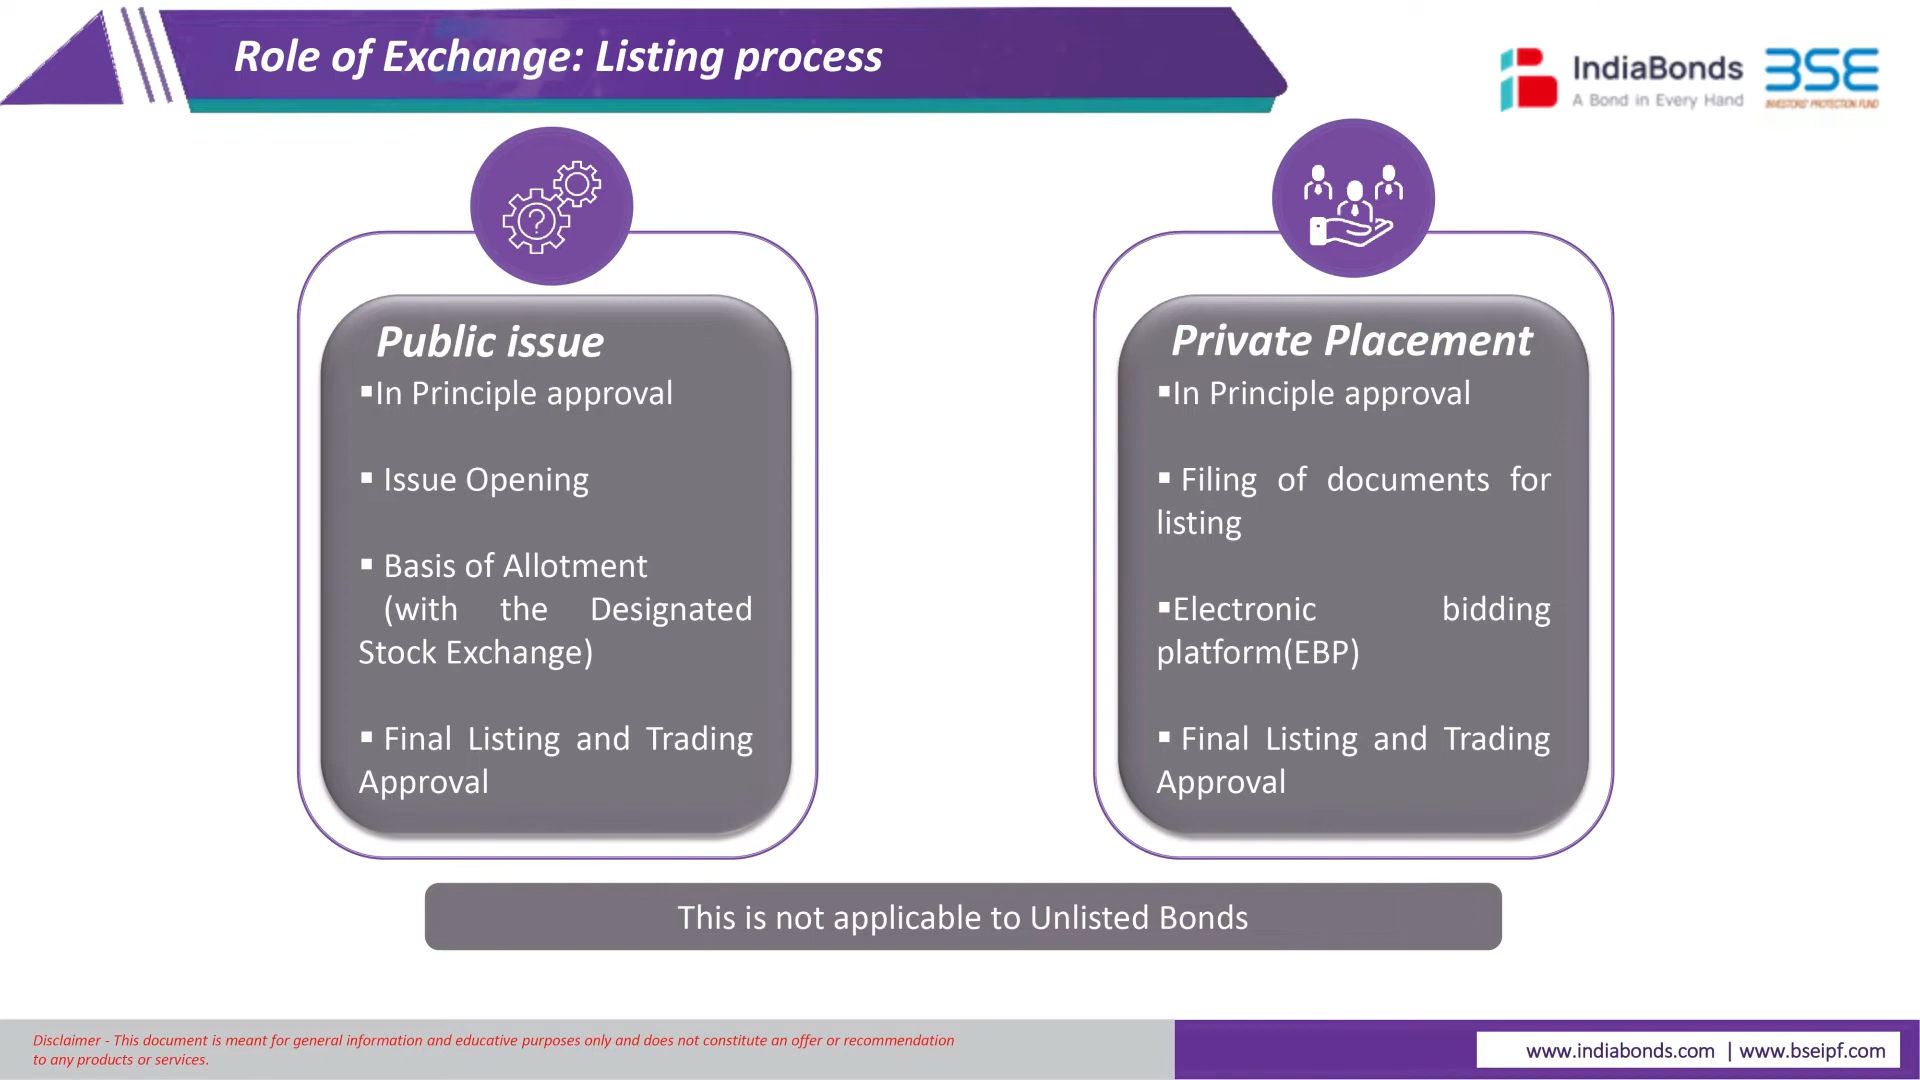 Role of Exchange: Listing process
IndiaBonds
A Bond in Every Hand
BSE
INVESTORS' PROTECTION FUND
Public issue
▪In Principle approval
▪ Issue Opening
▪ Basis of Allotment
(with the Designated
Stock Exchange)
▪ Final Listing and Trading
Approval
Private Placement
▪In Principle approval
▪ Filing of documents for
listing
▪Electronic bidding
platform(EBP)
▪ Final Listing and Trading
Approval
This is not applicable to Unlisted Bonds
Disclaimer - This document is meant for general information and educative purposes only and does not constitute an offer or recommendation
to any products or services.
www.indiabonds.com | www.bseipf.com